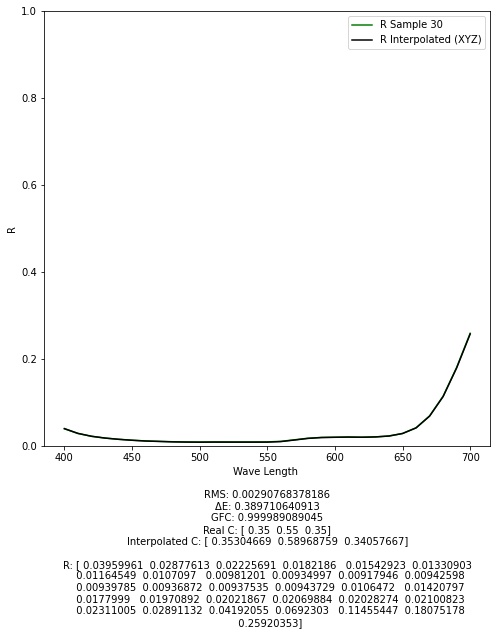 1.0
R Sample 30
R Interpolated (XYZ)
0.8
0.6
R
0.4
0.2
0.0
400 450 500 550 600 650 700
Wave Length
RMS: 0.00290768378186
ΔE: 0.389710640913
GFC: 0.999989089045
Real C: [ 0.35 0.55 0.35]
Interpolated C: [ 0.35304669 0.58968759 0.34057667]
R: [ 0.03959961 0.02877613 0.02225691 0.0182186 0.01542923 0.01330903
0.01164549 0.0107097 0.00981201 0.00934997 0.00917946 0.00942598
0.00939785 0.00936872 0.00937535 0.00943729 0.0106472 0.01420797
0.0177999 0.01970892 0.02021867 0.02069884 0.02028274 0.02100823
0.02311005 0.02891132 0.04192055 0.0692303 0.11455447 0.18075178
0.25920353]